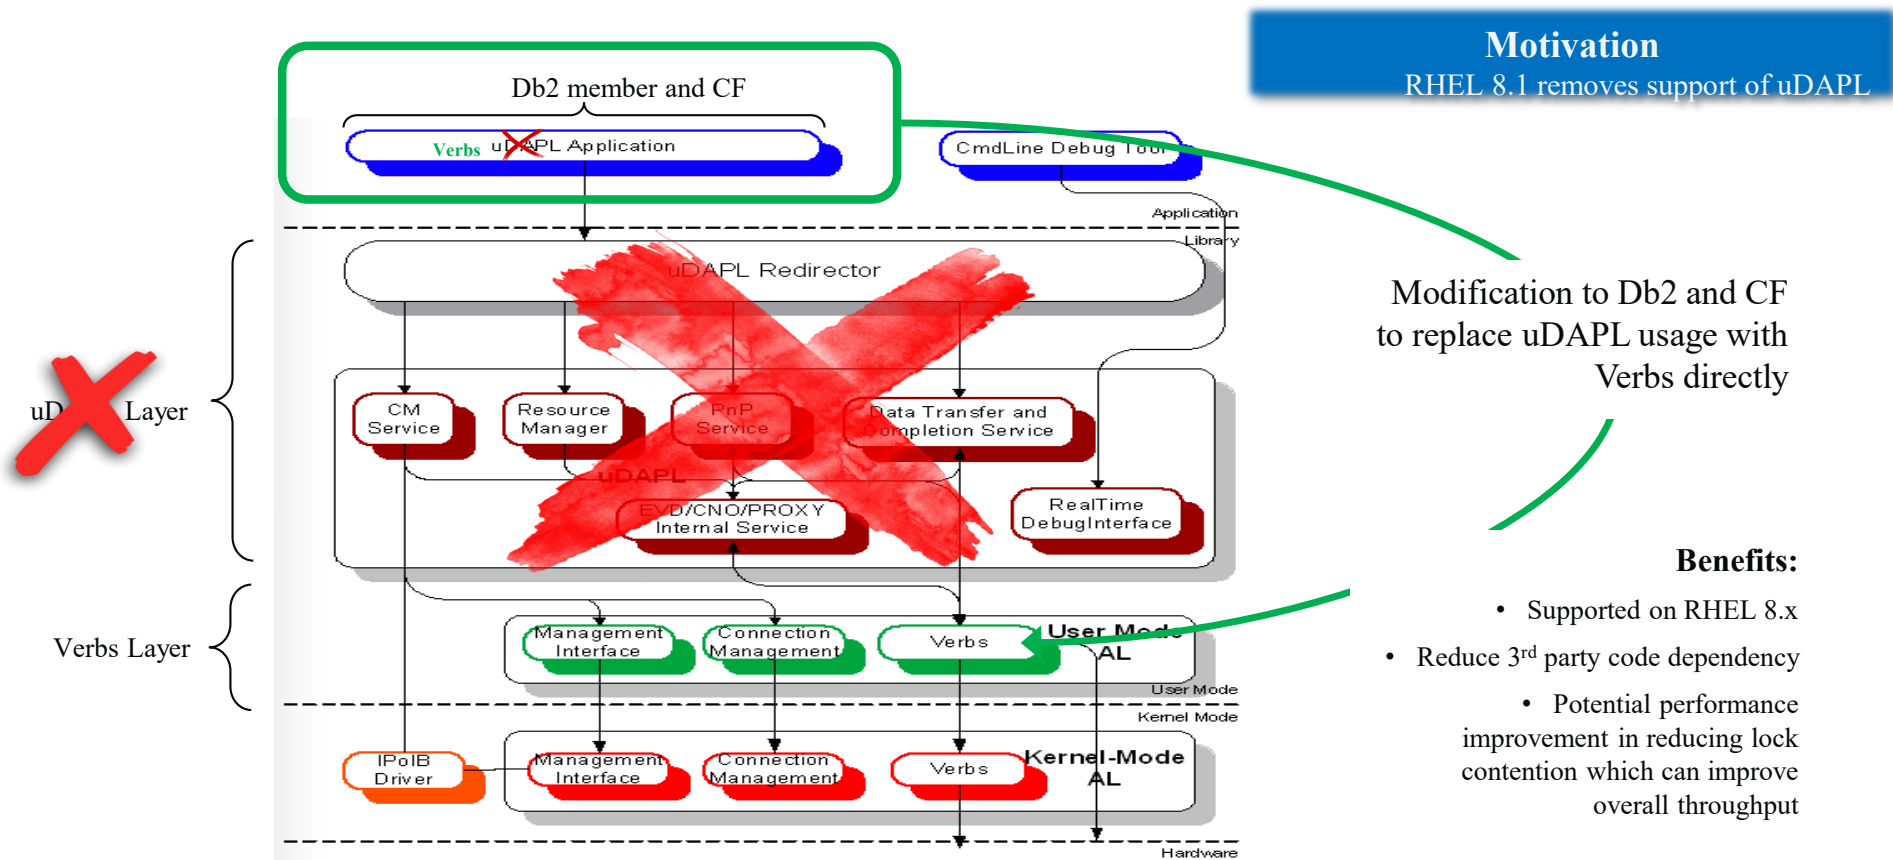 Motivation
RHEL 8.1 removes support of uDAPL
Db2 member and CF
Verbs uDAPL Application
CmdLine Debug Tool
Application
Library
uDAPL Redirector
Modification to Db2 and CF
to replace uDAPL usage with
Verbs directly
Layer
CM
Service
Resource
Manager
PnP
Service
Data Transfer and
Completion Service
uDAPL
EVD/CNO/PROXY
Internal Service
RealTime
DebugInterface
Verbs Layer
Management
Interface
Connection
Management
Verbs
User Mode
AL
User Mode
Kernel Mode
IPoIB
Driver
Management
Interface
Connection
Management
Verbs
Kernel-Mode
AL
Hardware
Benefits:
• Supported on RHEL 8.x
• Reduce 3rd party code dependency
• Potential performance
improvement in reducing lock
contention which can improve
overall throughput